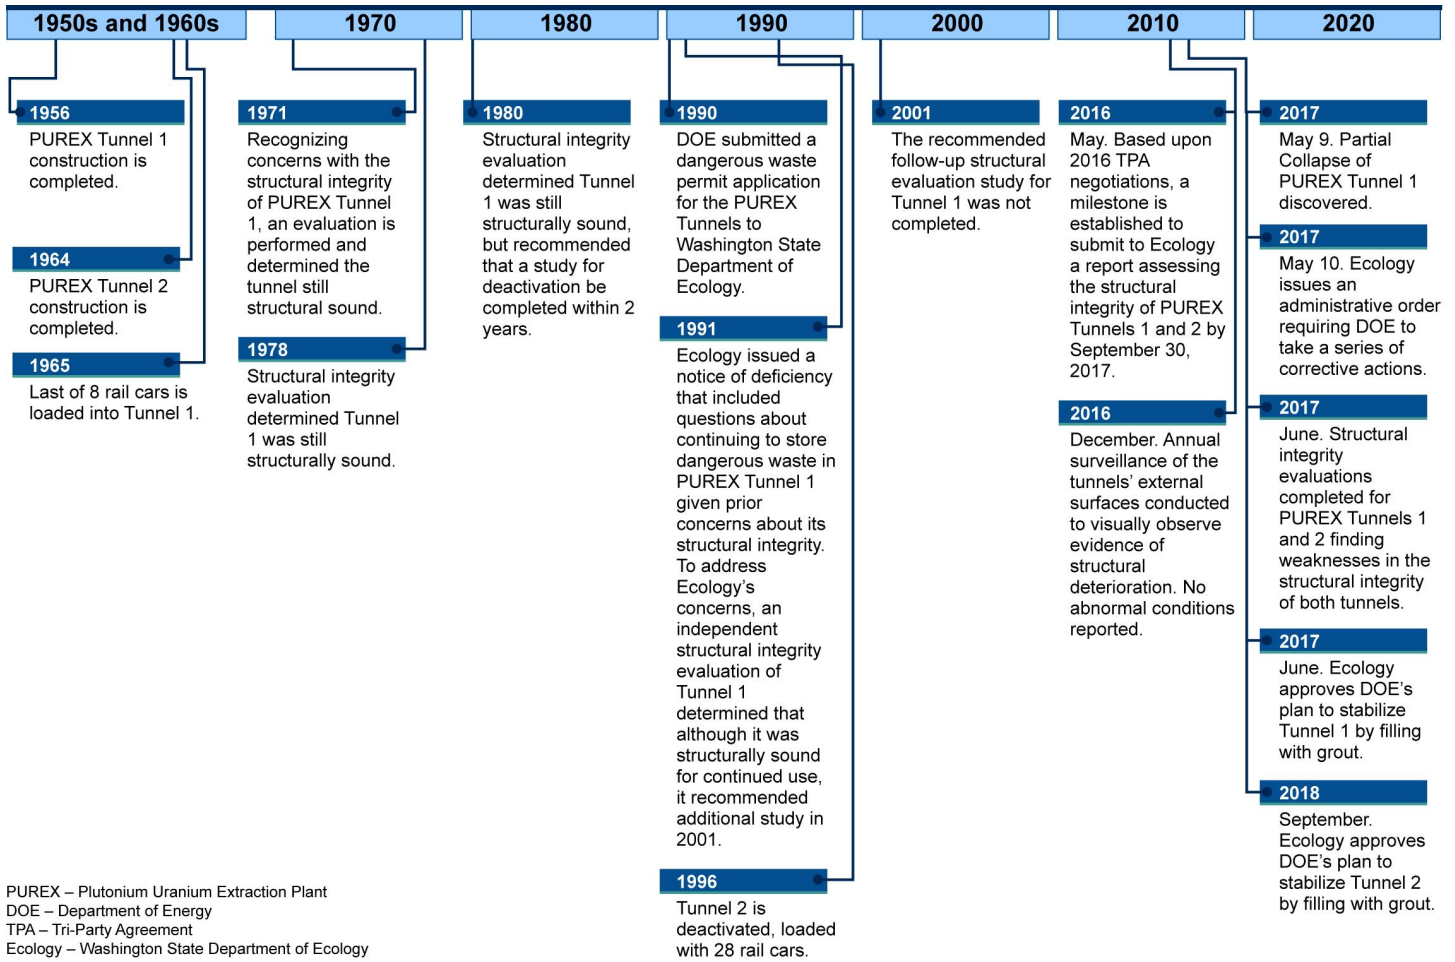 1950s and 1960s
1970
1980
1990
2000
2010
2020
1956
PUREX Tunnel 1
construction is
completed.
1964
PUREX Tunnel 2
construction is
completed.
1965
Last of 8 rail cars is
loaded into Tunnel 1.
1971
Recognizing
concerns with the
structural integrity
of PUREX Tunnel
1, an evaluation is
performed and
determined the
tunnel still
structural sound.
1978
Structural integrity
evaluation
determined Tunnel
1 was still
structurally sound.
1980
Structural integrity
evaluation
determined Tunnel
1 was still
structurally sound,
but recommended
that a study for
deactivation be
completed within 2
years.
1990
DOE submitted a
dangerous waste
permit application
for the PUREX
Tunnels to
Washington State
Department of
Ecology.
1991
Ecology issued a
notice of deficiency
that included
questions about
continuing to store
dangerous waste in
PUREX Tunnel 1
given prior
concerns about its
structural integrity.
To address
Ecology's
concerns, an
independent
structural integrity
evaluation of
Tunnel 1
determined that
although it was
structurally sound
for continued use,
it recommended
additional study in
2001.
1996
Tunnel 2 is
deactivated, loaded
with 28 rail cars.
2001
The recommended
follow-up structural
evaluation study for
Tunnel 1 was not
completed.
2016
May. Based upon
2016 TPA
negotiations, a
milestone is
established to
submit to Ecology
a report assessing
the structural
integrity of PUREX
Tunnels 1 and 2 by
September 30,
2017.
2016
December. Annual
surveillance of the
tunnels' external
surfaces conducted
to visually observe
evidence of
structural
deterioration. No
abnormal conditions
reported.
2017
May 9. Partial
Collapse of
PUREX Tunnel 1
discovered.
2017
May 10. Ecology
issues an
administrative order
requiring DOE to
take a series of
corrective actions.
2017
June. Structural
integrity
evaluations
completed for
PUREX Tunnels 1
and 2 finding
weaknesses in the
structural integrity
of both tunnels.
2017
June. Ecology
approves DOE's
plan to stabilize
Tunnel 1 by filling
with grout.
2018
September.
Ecology approves
DOE's plan to
stabilize Tunnel 2
by filling with grout.
PUREX – Plutonium Uranium Extraction Plant
DOE – Department of Energy
TPA – Tri-Party Agreement
Ecology – Washington State Department of Ecology